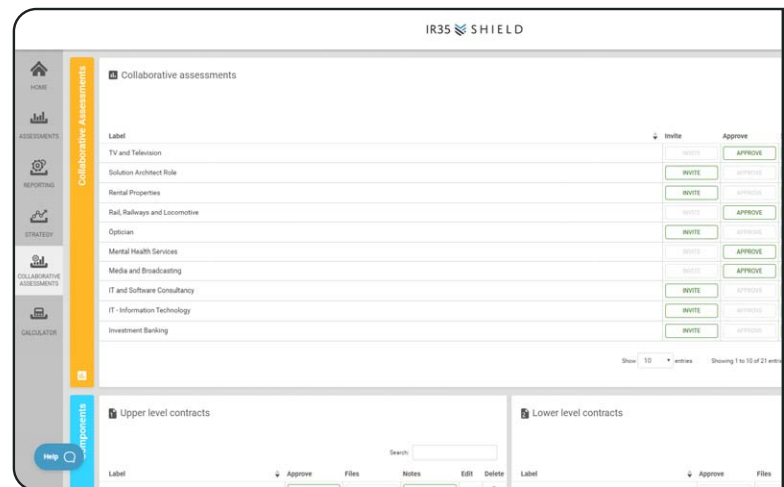 IR35 SHIELD
HOME
ASSESSMENTS
REPORTING
STRATEGY
COLLABORATIVE
ASSESSMENTS
CALCULATOR
Help
Collaborative Assessments
Collaborative assessments
Label Invite Approve
TV and Television INVITE APPROVE
Solution Architect Role INVITE APPROVE
Rental Properties INVITE APPROVE
Rail, Railways and Locomotive INVITE APPROVE
Optician INVITE APPROVE
Mental Health Services INVITE APPROVE
Media and Broadcasting INVITE APPROVE
IT and Software Consultancy INVITE APPROVE
IT - Information Technology INVITE APPROVE
Investment Banking INVITE APPROVE
Show 10 entries Showing 1 to 10 of 21 entri
mponents
Upper level contracts
Search:
Label Approve Files Notes Edit Delete
Lower level contracts
Label Approve Files